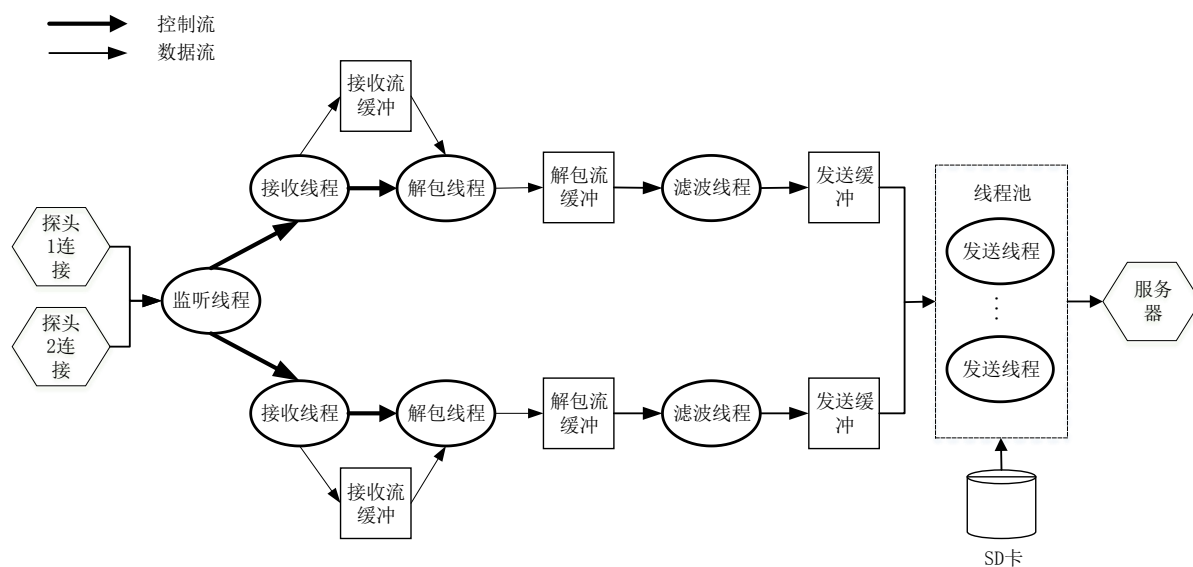 控制流
数据流
接收流
缓冲
接收线程
解包线程
解包流
缓冲
滤波线程
发送缓
冲
线程池
探头
1连
接
发送线程
监听线程
...
服务
器
探头
2连
接
发送线程
接收线程
解包线程
解包流
缓冲
滤波线程
发送缓
冲
接收流
缓冲
SD卡